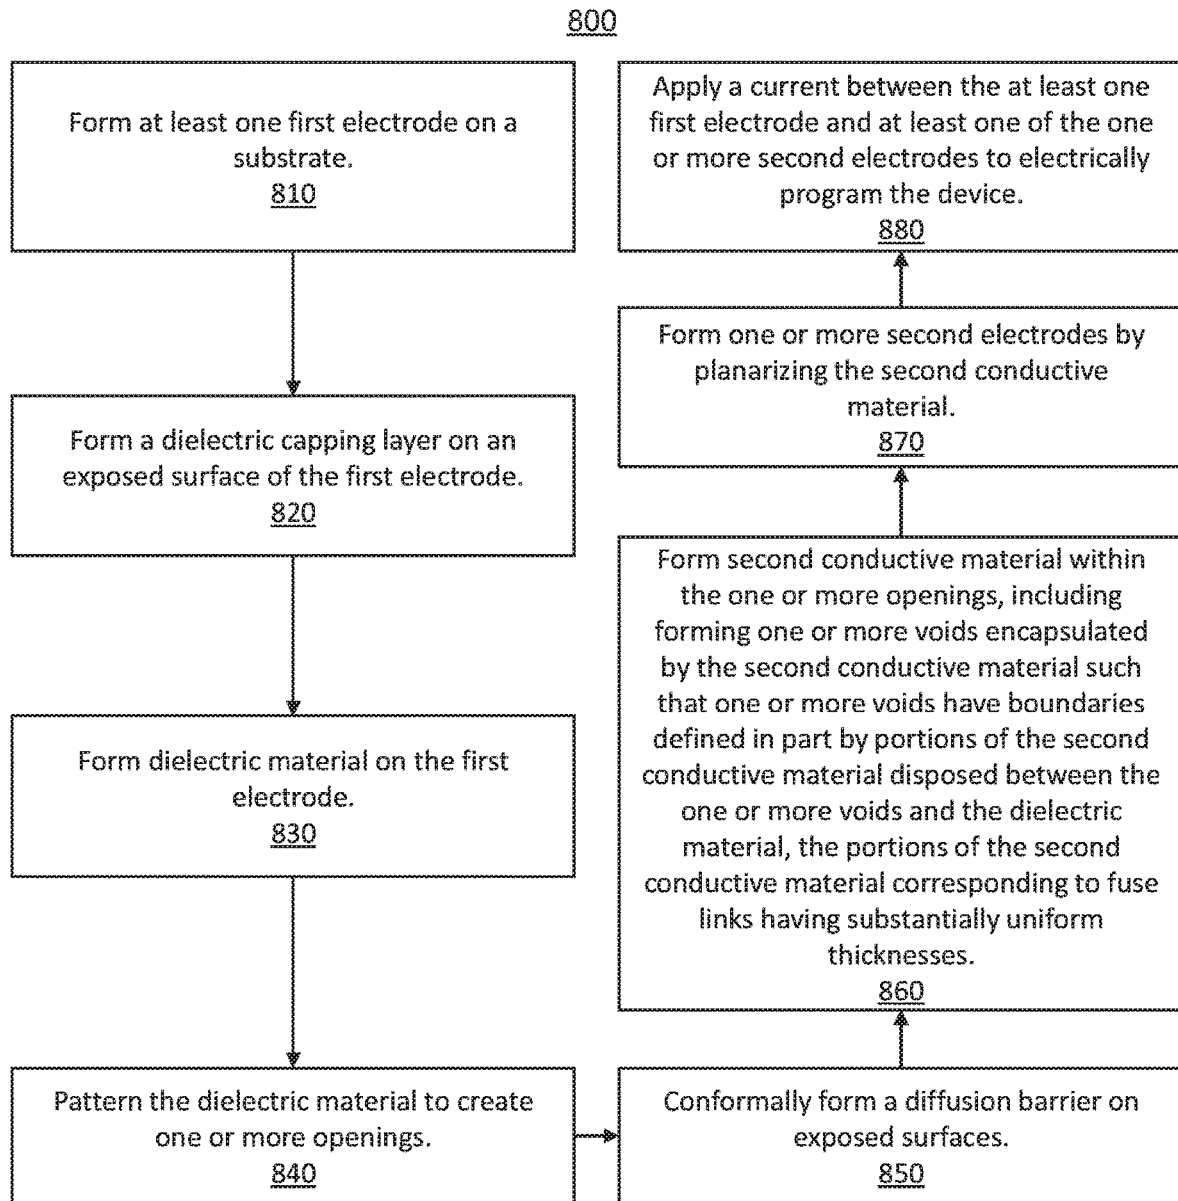 800
Form at least one first electrode on a
substrate.
810
Form a dielectric capping layer on an
exposed surface of the first electrode.
820
Form dielectric material on the first
electrode.
830
Pattern the dielectric material to create
one or more openings.
840
Conformally form a diffusion barrier on
exposed surfaces.
850
Form second conductive material within
the one or more openings, including
forming one or more voids encapsulated
by the second conductive material such
that one or more voids have boundaries
defined in part by portions of the second
conductive material disposed between the
one or more voids and the dielectric
material, the portions of the second
conductive material corresponding to fuse
links having substantially uniform
thicknesses.
860
Form one or more second electrodes by
planarizing the second conductive
material.
870
Apply a current between the at least one
first electrode and at least one of the one
or more second electrodes to electrically
program the device.
880